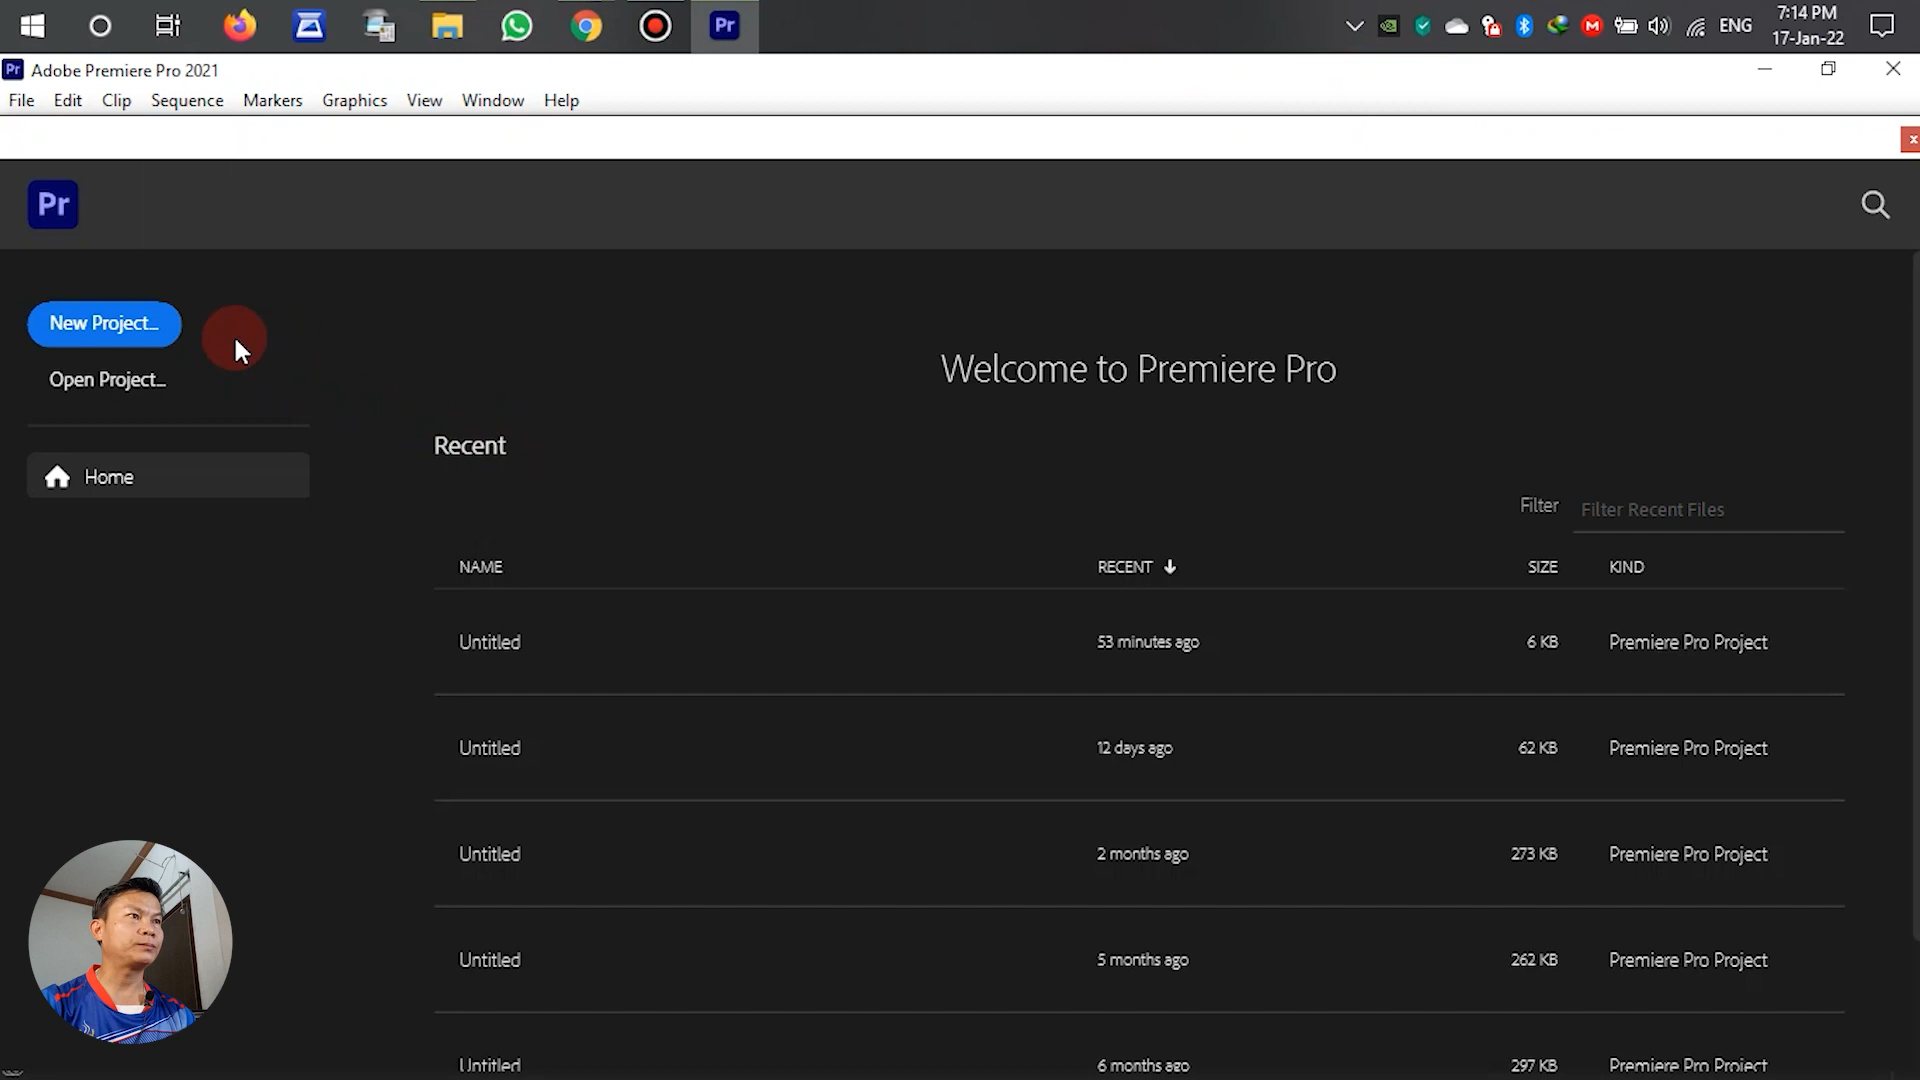 Pr
7:14 PM
ENG
17-Jan-22
Pr Adobe Premiere Pro 2021
File Edit Clip Sequence Markers Graphics View Window Help
Pr
New Project...
Open Project...
Home
Welcome to Premiere Pro
Recent
Filter Filter Recent Files
NAME RECENT SIZE KIND
Untitled 53 minutes ago 6 KB Premiere Pro Project
Untitled 12 days ago 62 KB Premiere Pro Project
Untitled 2 months ago 273 KB Premiere Pro Project
Untitled 5 months ago 262 KB Premiere Pro Project
Untitled 6 months ago 297 KB Premiere Pro Project